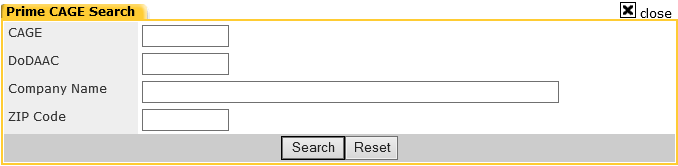 Prime CAGE Search close
CAGE
DoDAAC
Company Name
ZIP Code
Search Reset